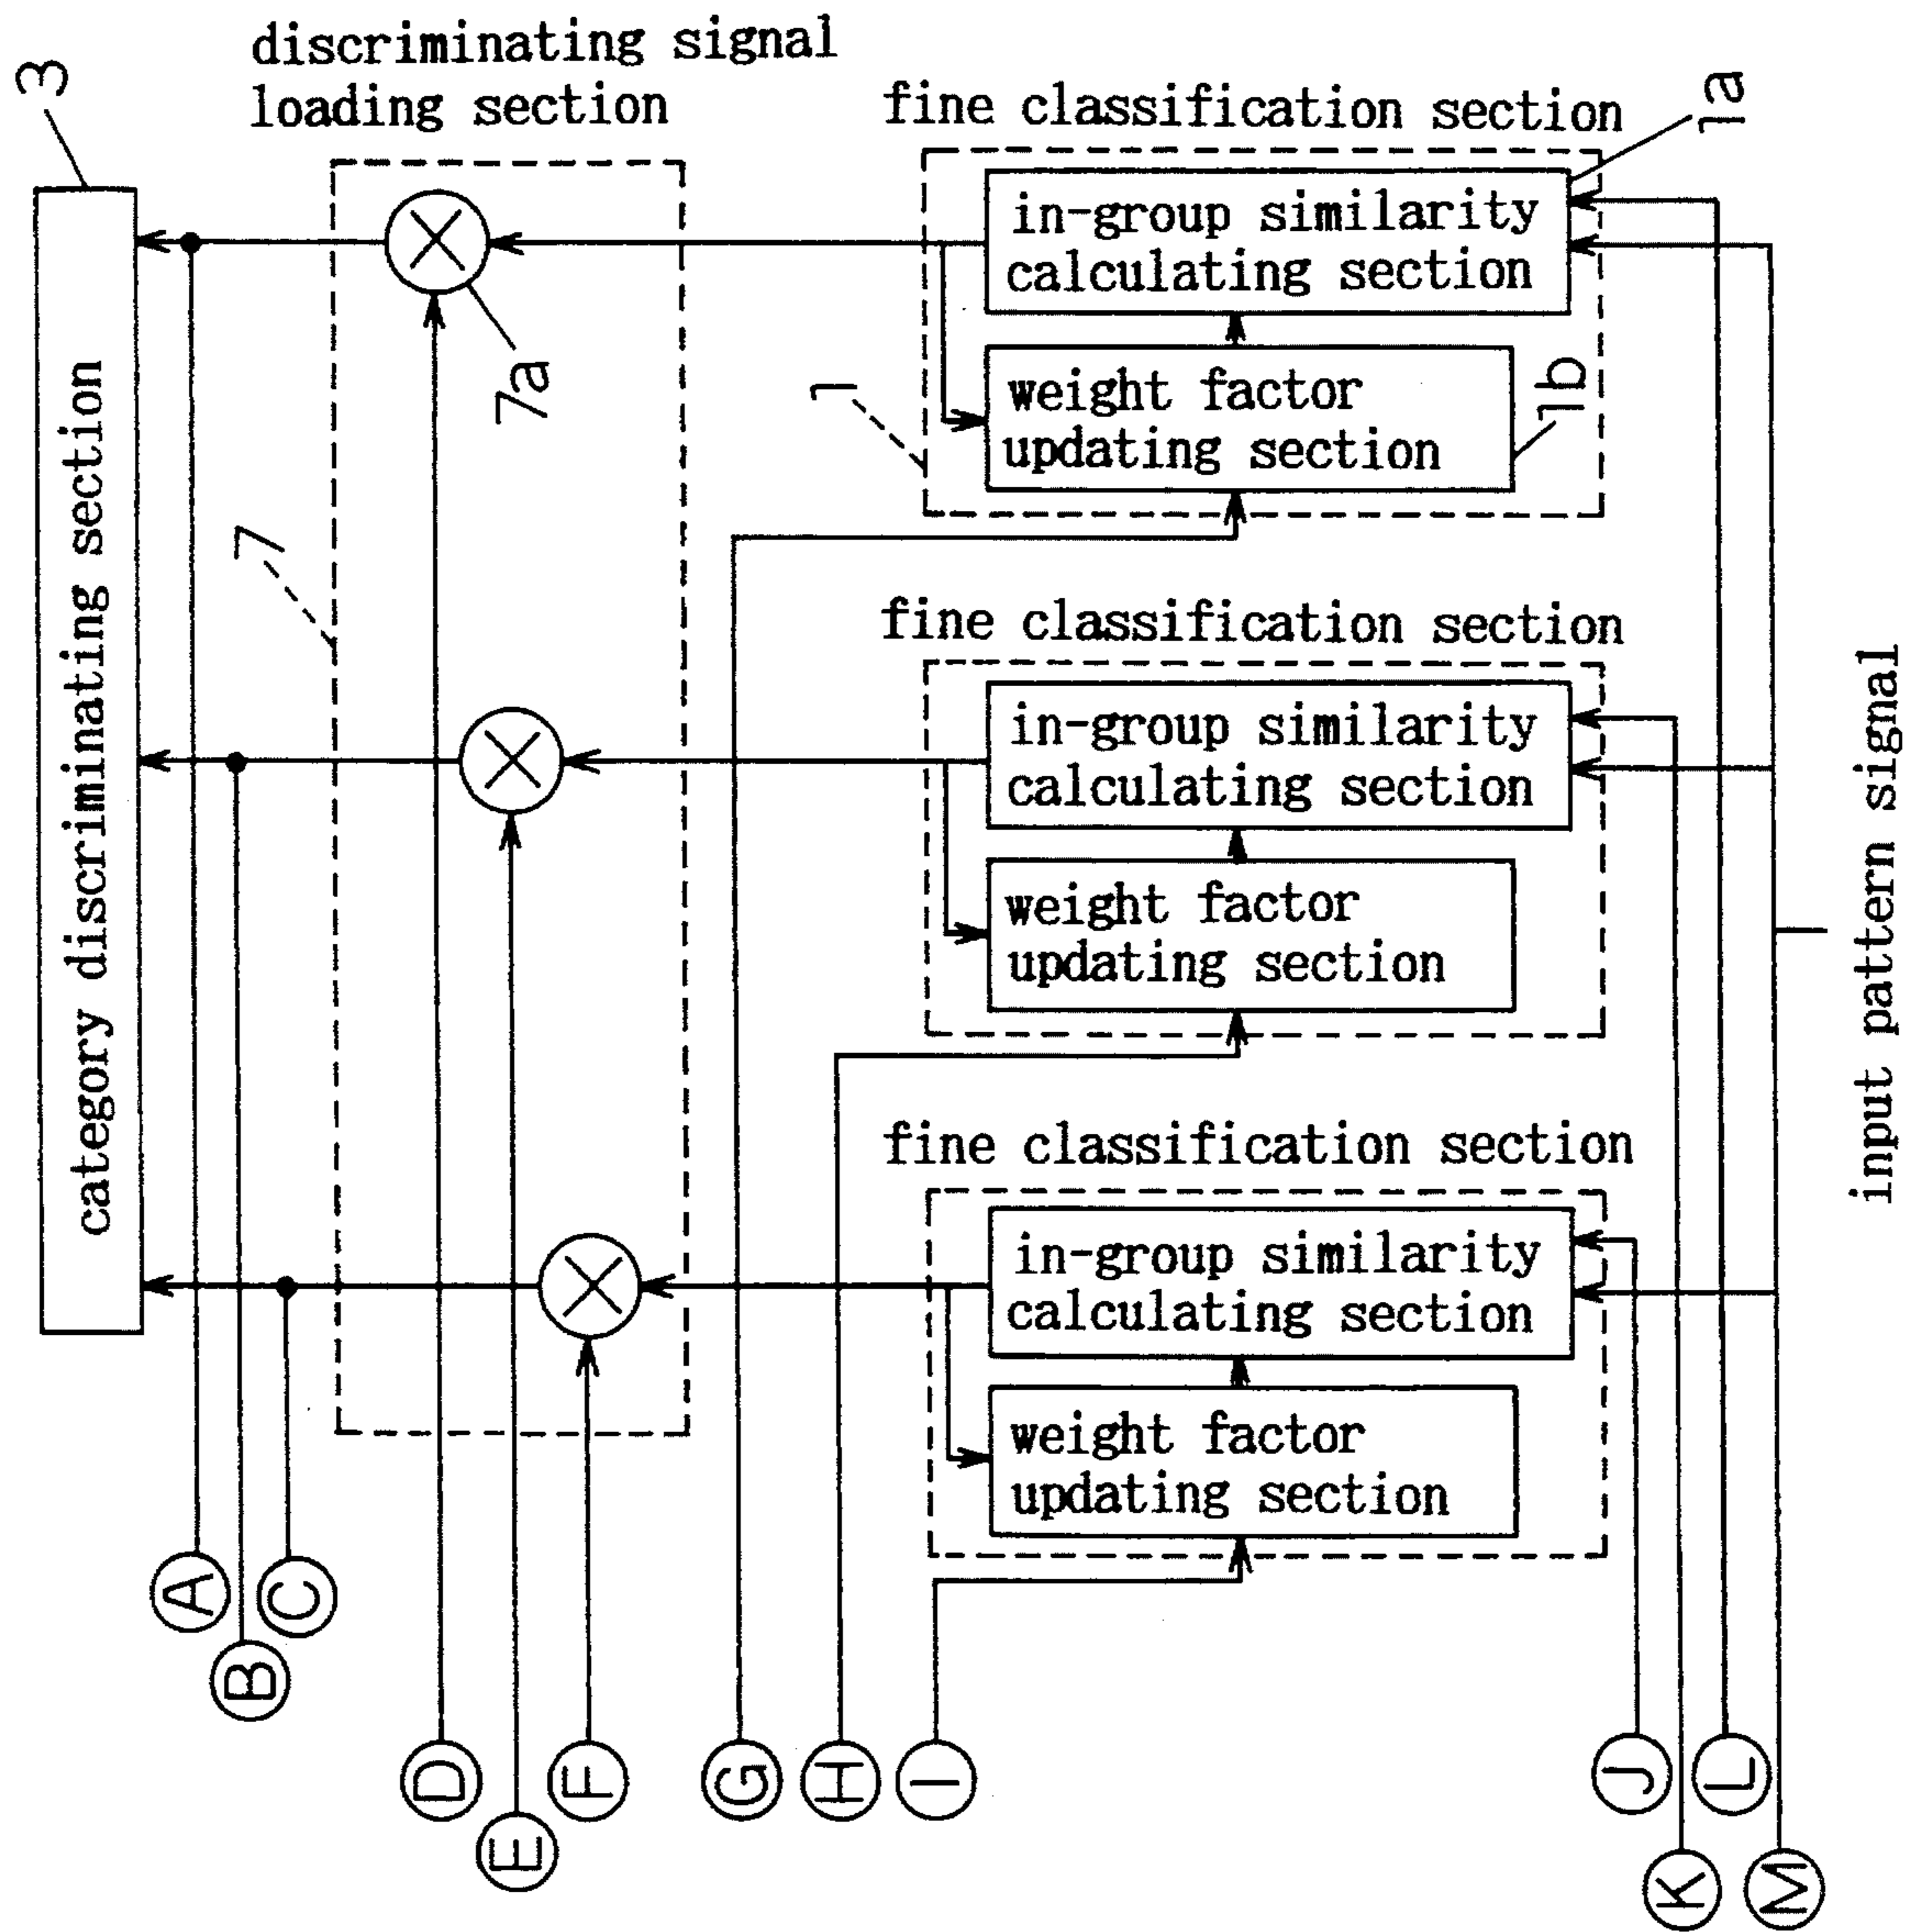 discriminating signal
loading section
3
category discriminating section
7
7a
fine classification section
in-group similarity
calculating section
1a
weight factor
updating section
1b
1
fine classification section
in-group similarity
calculating section
weight factor
updating section
fine classification section
in-group similarity
calculating section
weight factor
updating section
input pattern signal
A
B
C
D
E
F
G
H
I
J
K
L
M